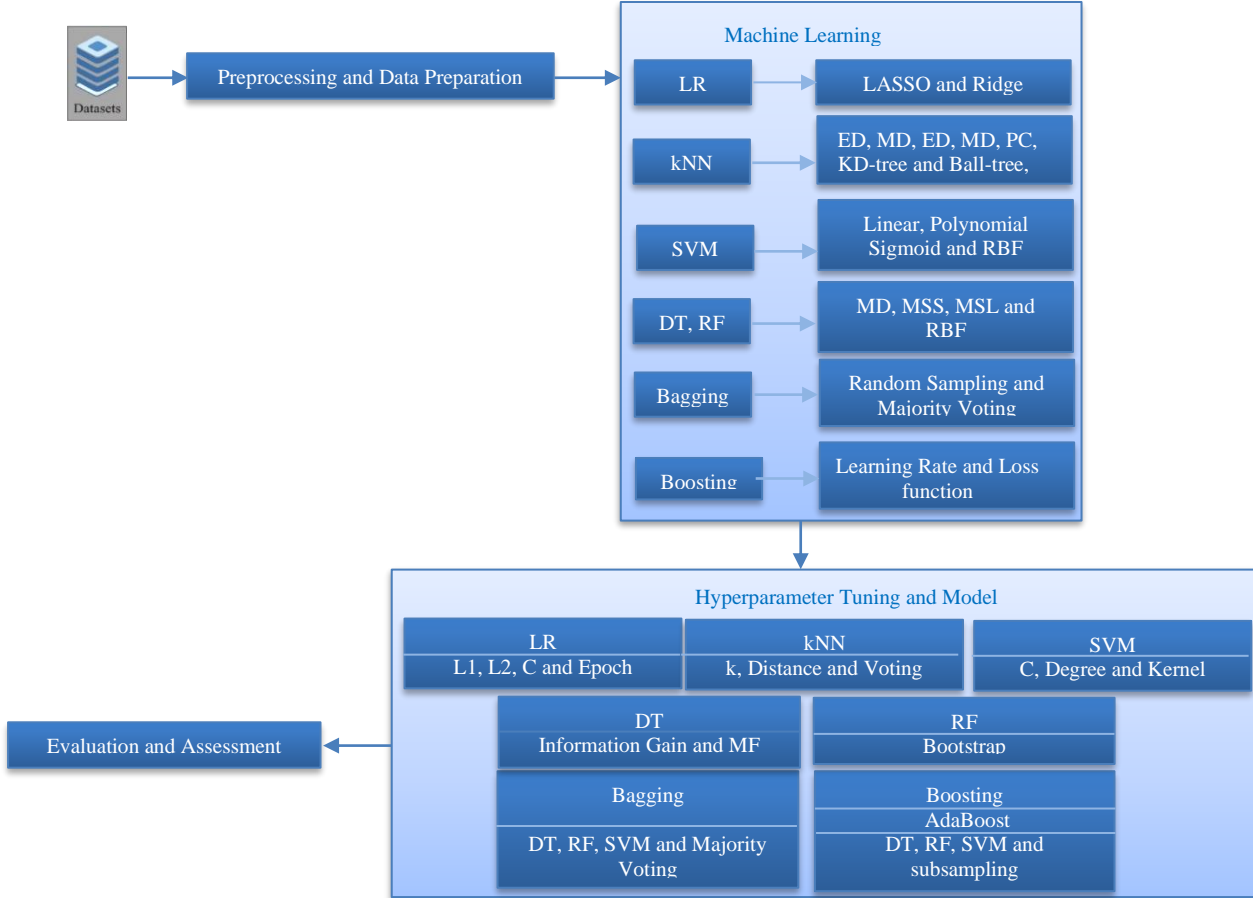 Datasets
Preprocessing and Data Preparation
Machine Learning
LR
LASSO and Ridge
kNN
ED, MD, ED, MD, PC,
KD-tree and Ball-tree,
SVM
Linear, Polynomial
Sigmoid and RBF
DT, RF
MD, MSS, MSL and
RBF
Bagging
Random Sampling and
Majority Voting
Boosting
Learning Rate and Loss
function
Hyperparameter Tuning and Model
LR
L1, L2, C and Epoch
kNN
k, Distance and Voting
SVM
C, Degree and Kernel
DT
Information Gain and MF
RF
Bootstrap
Bagging
DT, RF, SVM and Majority
Voting
Boosting
AdaBoost
DT, RF, SVM and
subsampling
Evaluation and Assessment